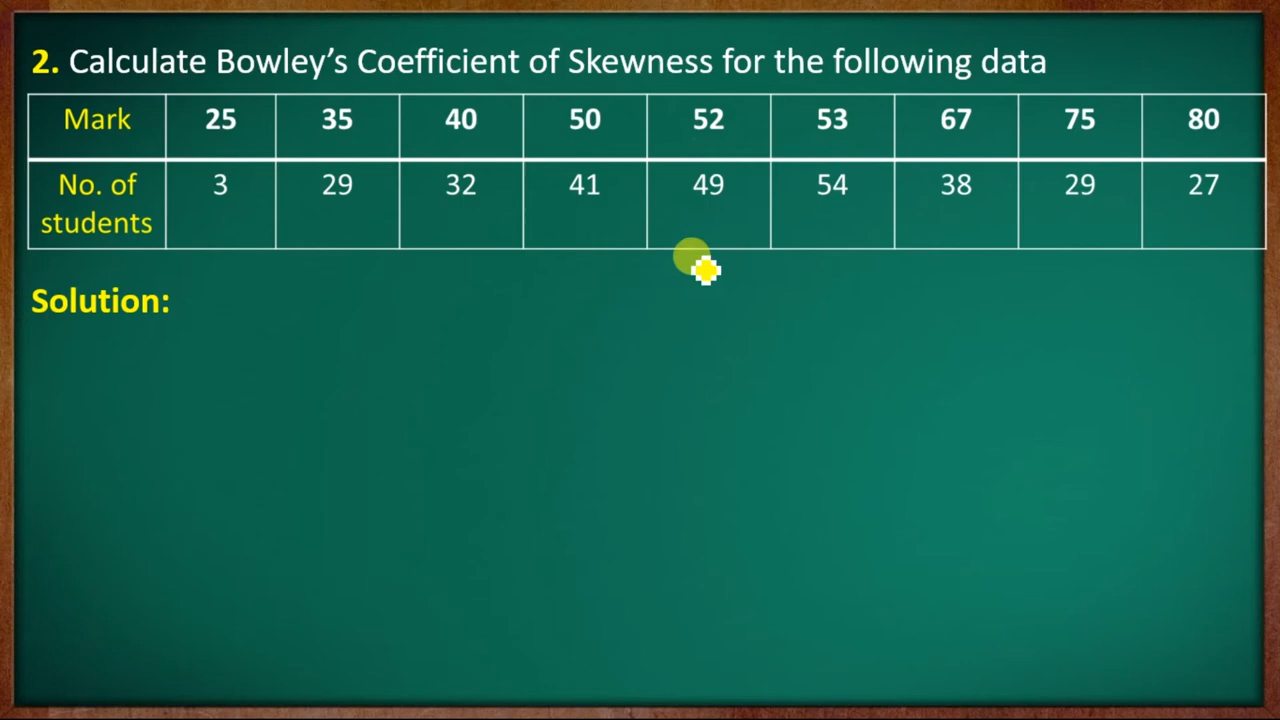 2. Calculate Bowley’s Coefficient of Skewness for the following data
Mark 25 35 40 50 52 53 67 75 80
No. of students 3 29 32 41 49 54 38 29 27
Solution: